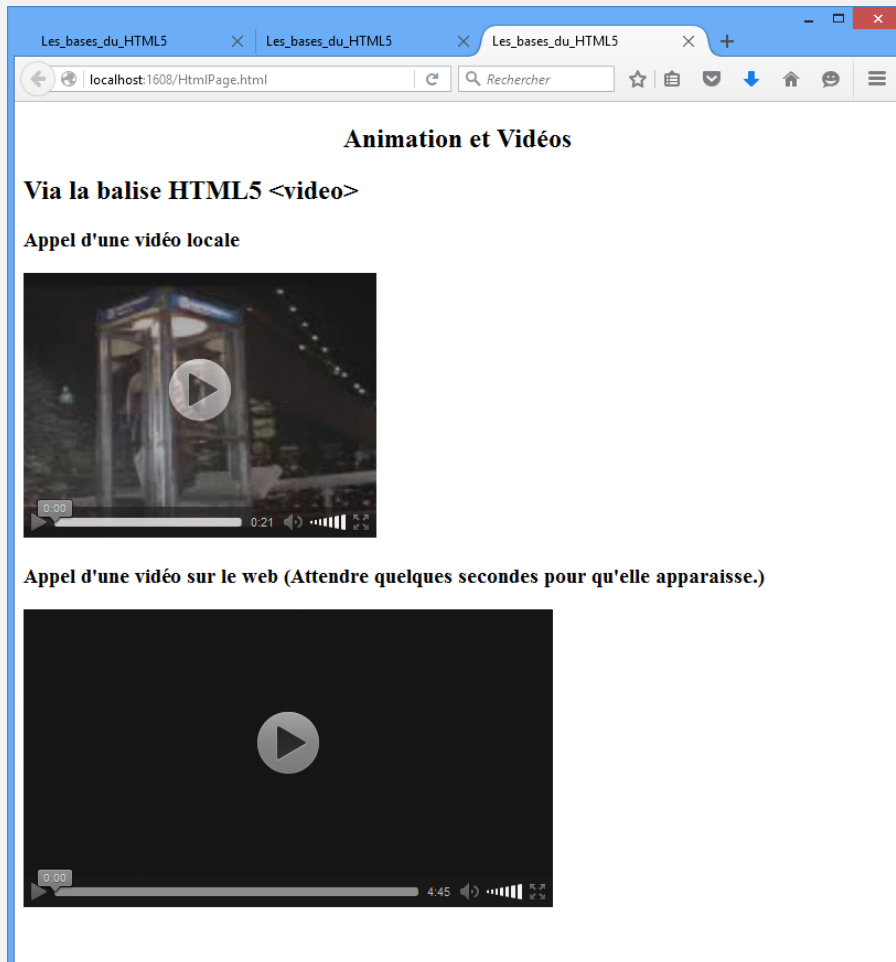 Les_bases_du_HTML5 Les_bases_du_HTML5 Les_bases_du_HTML5
localhost:1608/HtmlPage.html Rechercher
Animation et Vidéos
Via la balise HTML5 <video>
Appel d'une vidéo locale
0:00
0:21
Appel d'une vidéo sur le web (Attendre quelques secondes pour qu'elle apparaisse.)
0:00
4:45